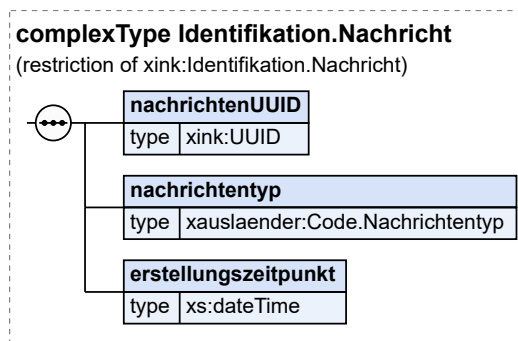 complexType Identifikation.Nachricht
(restriction of xink:Identifikation.Nachricht)
nachrichtenUUID
type xink:UUID
nachrichtentyp
type xauslaender:Code.Nachrichtentyp
erstellungszeitpunkt
type xs:dateTime